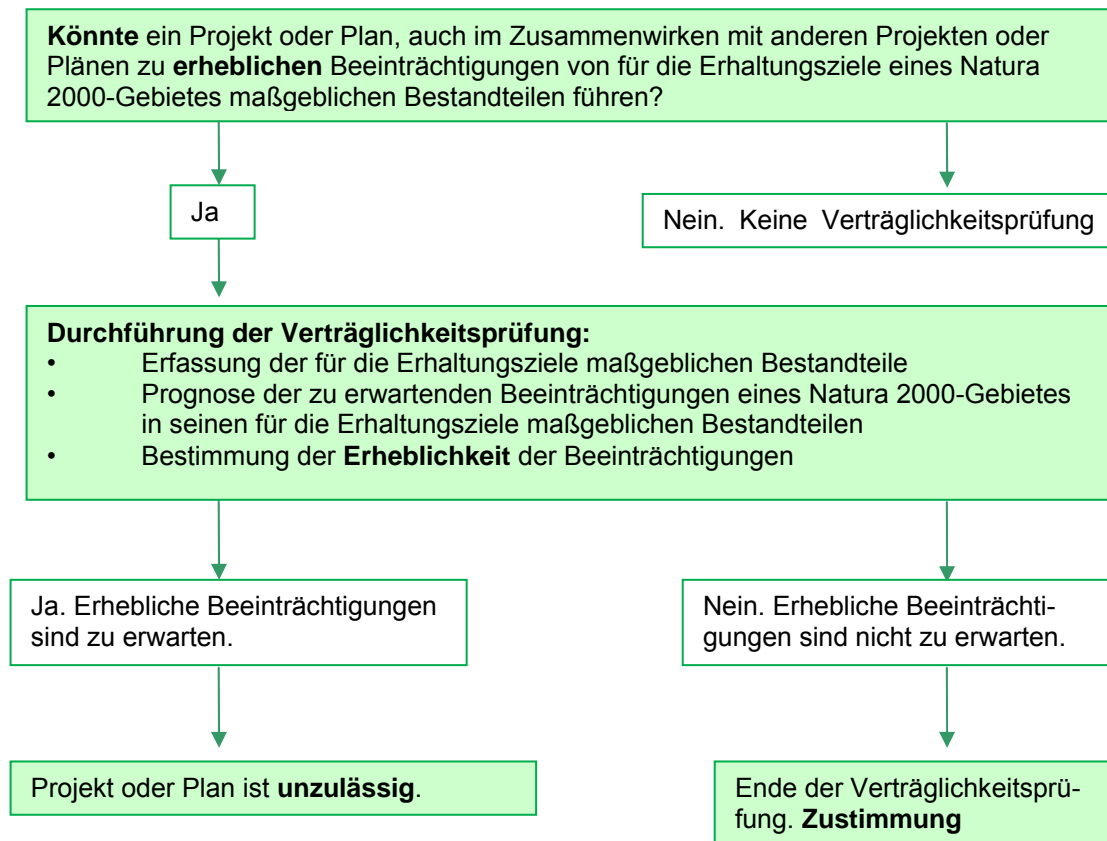 Könnte ein Projekt oder Plan, auch im Zusammenwirken mit anderen Projekten oder
Plänen zu erheblichen Beeinträchtigungen von für die Erhaltungsziele eines Natura
2000-Gebietes maßgeblichen Bestandteilen führen?
Ja
Nein. Keine Verträglichkeitsprüfung
Durchführung der Verträglichkeitsprüfung:
• Erfassung der für die Erhaltungsziele maßgeblichen Bestandteile
• Prognose der zu erwartenden Beeinträchtigungen eines Natura 2000-Gebietes
in seinen für die Erhaltungsziele maßgeblichen Bestandteilen
• Bestimmung der Erheblichkeit der Beeinträchtigungen
Ja. Erhebliche Beeinträchtigungen
sind zu erwarten.
Nein. Erhebliche Beeinträchti-
gungen sind nicht zu erwarten.
Projekt oder Plan ist unzulässig.
Ende der Verträglichkeitsprü-
fung. Zustimmung